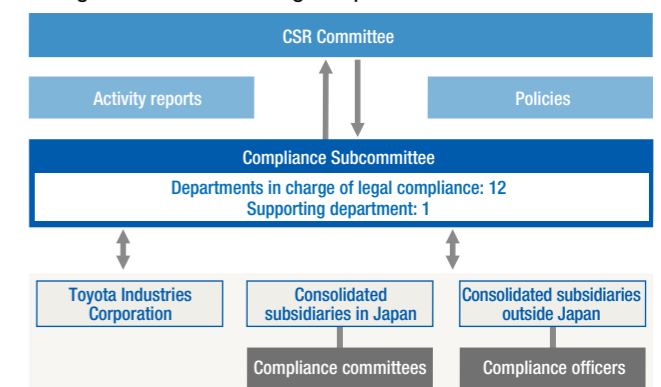 CSR Committee
Activity reports
Policies
Compliance Subcommittee
Departments in charge of legal compliance: 12
Supporting department: 1
Toyota Industries
Corporation
Consolidated
subsidiaries in Japan
Consolidated subsidiaries
outside Japan
Compliance committees
Compliance officers